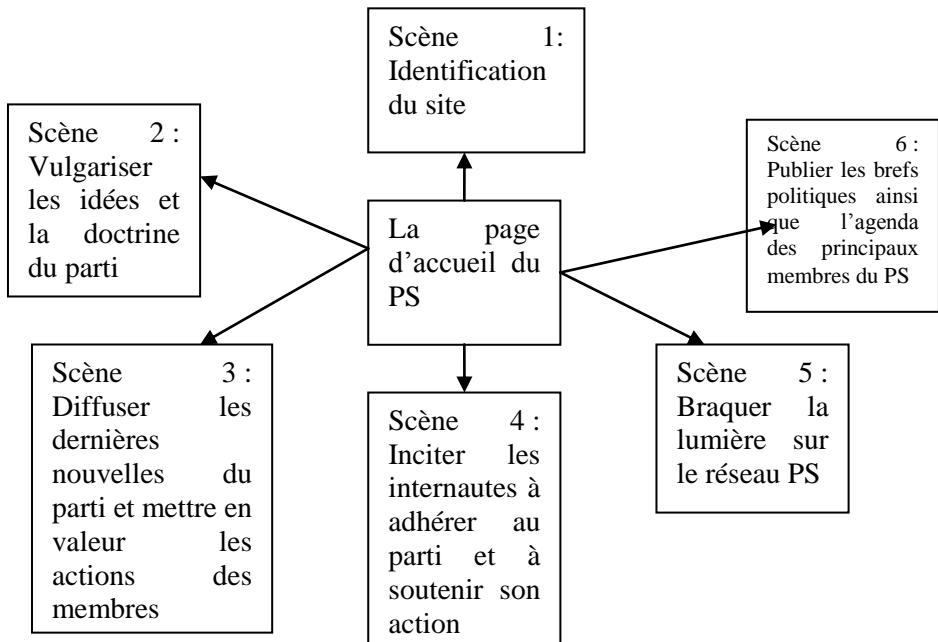 Scène 1:
Identification
du site
Scène 2 :
Vulgariser
les idées et
la doctrine
du parti
Scène 6 :
Publier les brefs
politiques ainsi
que l’agenda
des principaux
membres du PS
La page
d’accueil du
PS
Scène 3 :
Diffuser les
dernières
nouvelles du
parti et mettre en
valeur les
actions des
membres
Scène 4 :
Inciter les
internautes à
adhérer au
parti et à
soutenir son
action
Scène 5 :
Braquer la
lumière sur
le réseau PS